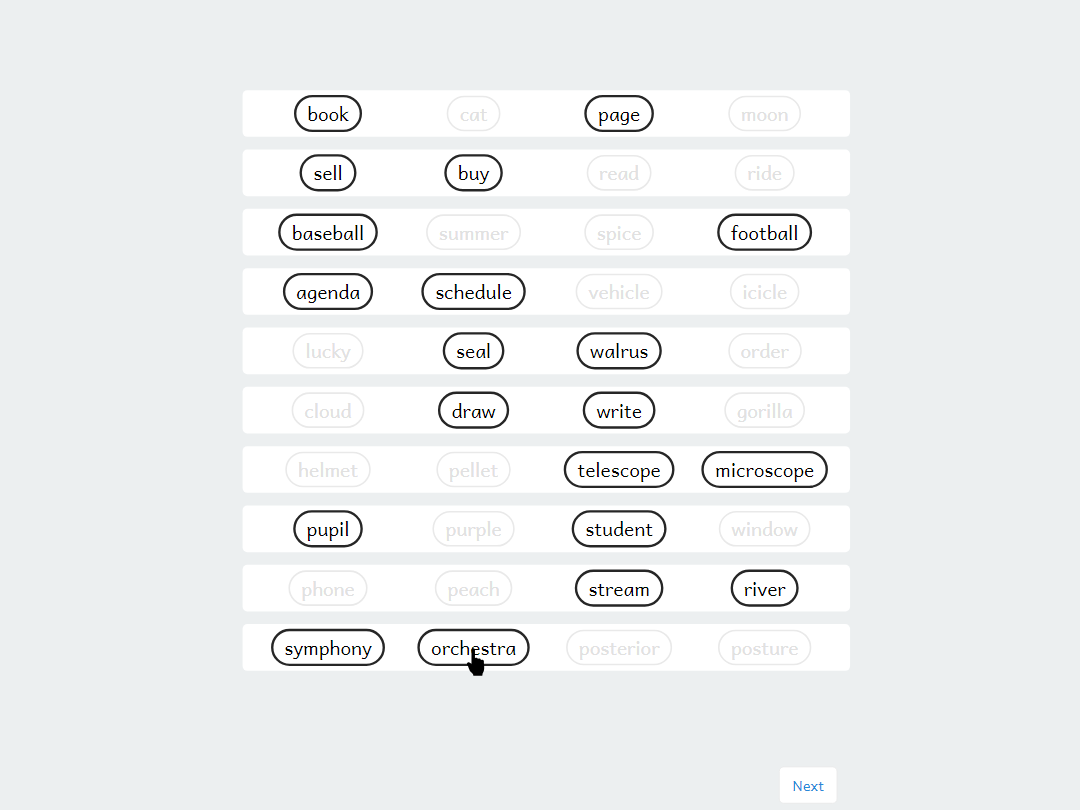 book cat page moon
sell buy read ride
baseball summer spice football
agenda schedule vehicle icicle
lucky seal walrus order
cloud draw write gorilla
helmet pellet telescope microscope
pupil purple student window
phone peach stream river
symphony orchestra posterior posture
Next